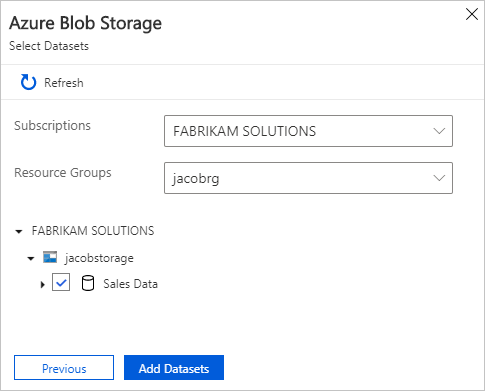 Azure Blob Storage
Select Datasets
Refresh
Subscriptions
FABRIKAM SOLUTIONS
Resource Groups
jacobrg
FABRIKAM SOLUTIONS
jacobstorage
Sales Data
Previous
Add Datasets